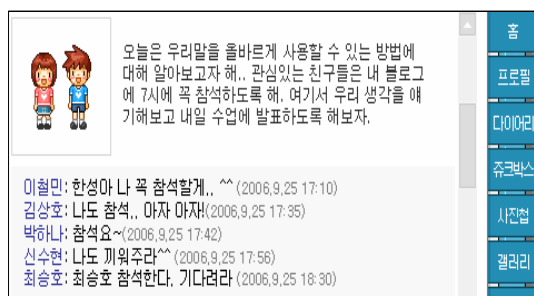 오늘은 우리말을 올바르게 사용할 수 있는 방법에
대해 알아보고자 해.. 관심있는 친구들은 내 블로그
에 7시에 꼭 참석하도록 해. 여기서 우리 생각을 얘
기해보고 내일 수업에 발표하도록 해보자.
이철민: 한성아 나 꼭 참석할게.. ^^ (2006,9,25 17:10)
김상호: 나도 참석.. 아자 아자!(2006,9,25 17:35)
박하나: 참석요~(2006,9,25 17:42)
신수현: 나도 끼워주라^^ (2006,9,25 17:56)
최승호: 최승호 참석한다. 기다려라 (2006,9,25 18:30)
홈
프로필
다이어리
쥬크박스
사진첩
갤러리